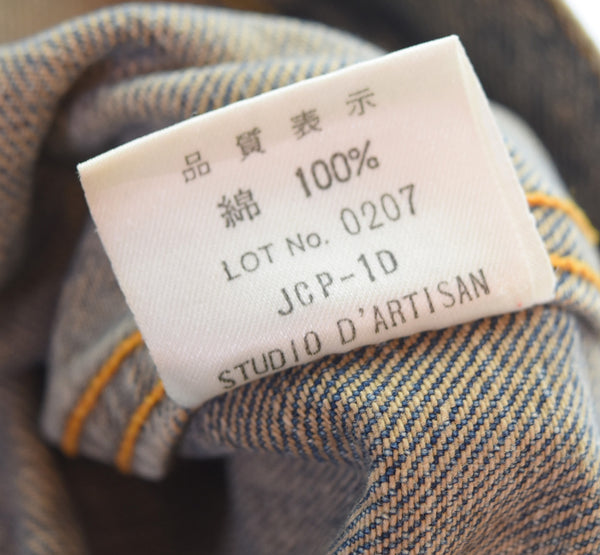 品質表示
綿 100%
LOT No. 0207
JCP-1D
STUDIO D'ARTISAN